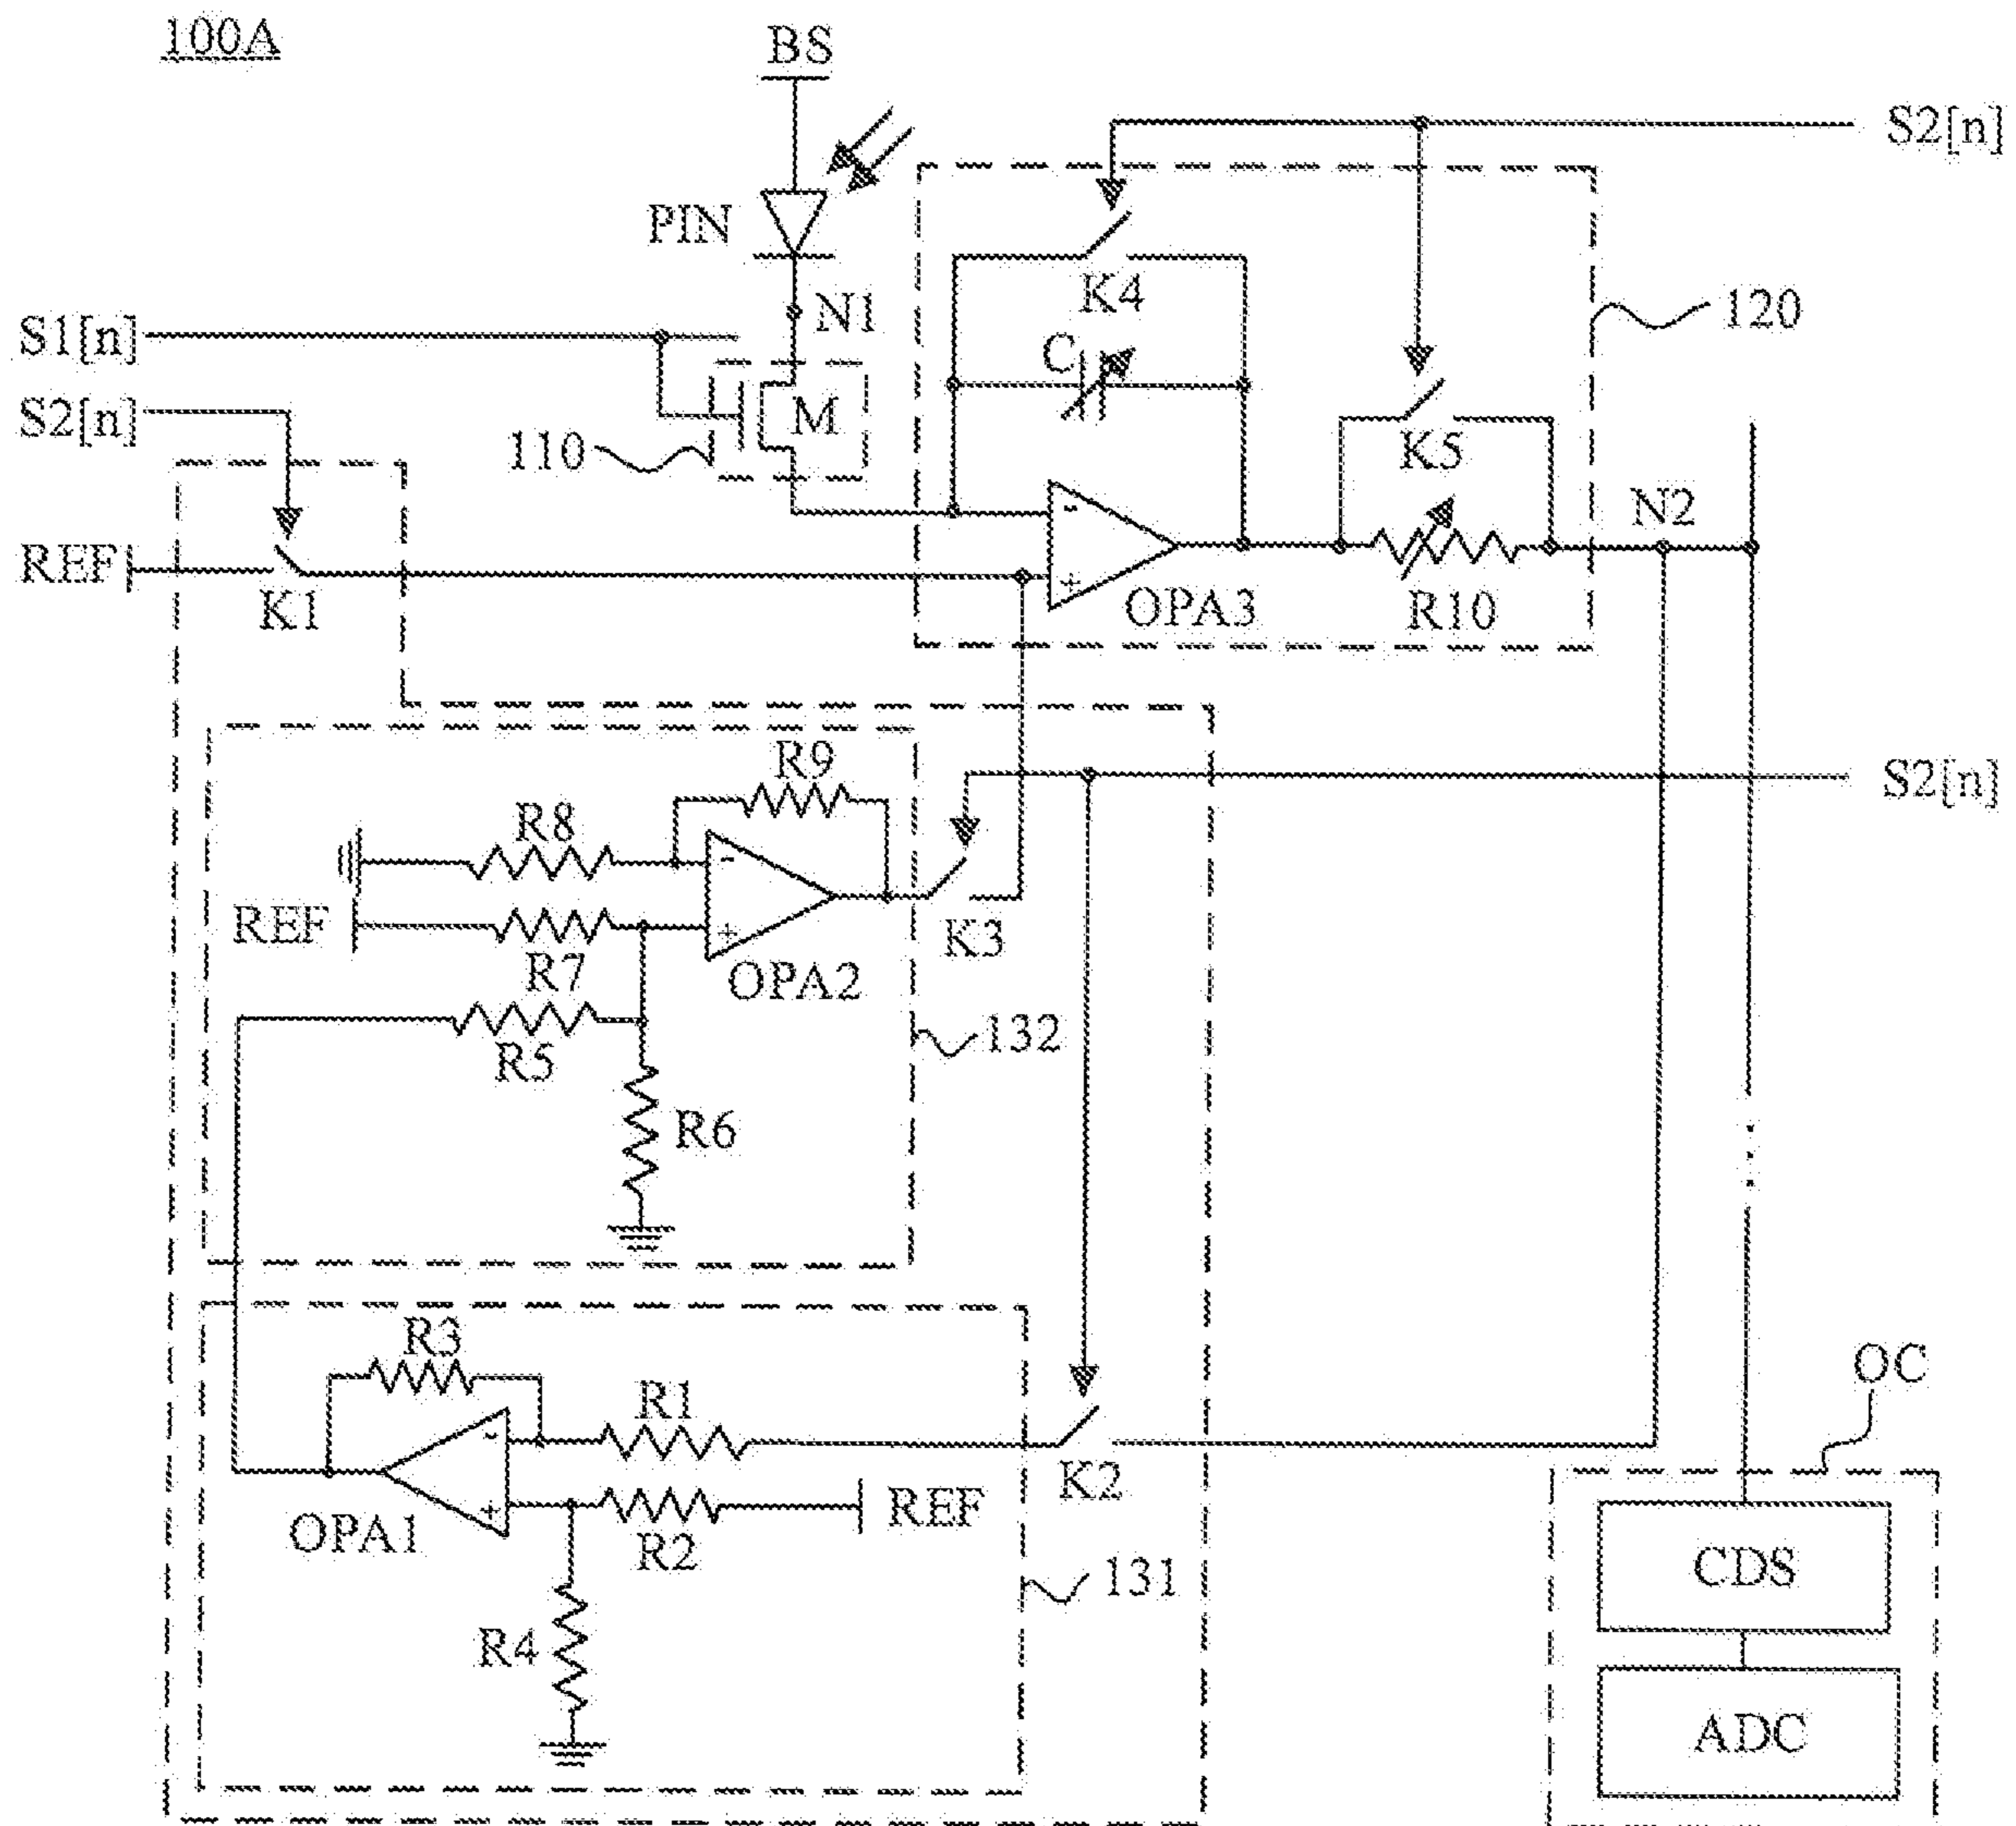 100A
BS
S2[n]
PIN
K4
N1
120
S1[n]
C
S2[n]
M
110
K5
N2
REF
K1
-
+
OPA3
R10
R9
S2[n]
R8
-
REF
+
K3
R7
OPA2
132
R5
R6
R3
OC
R1
-
K2
+
REF
OPA1
R2
CDS
131
R4
ADC